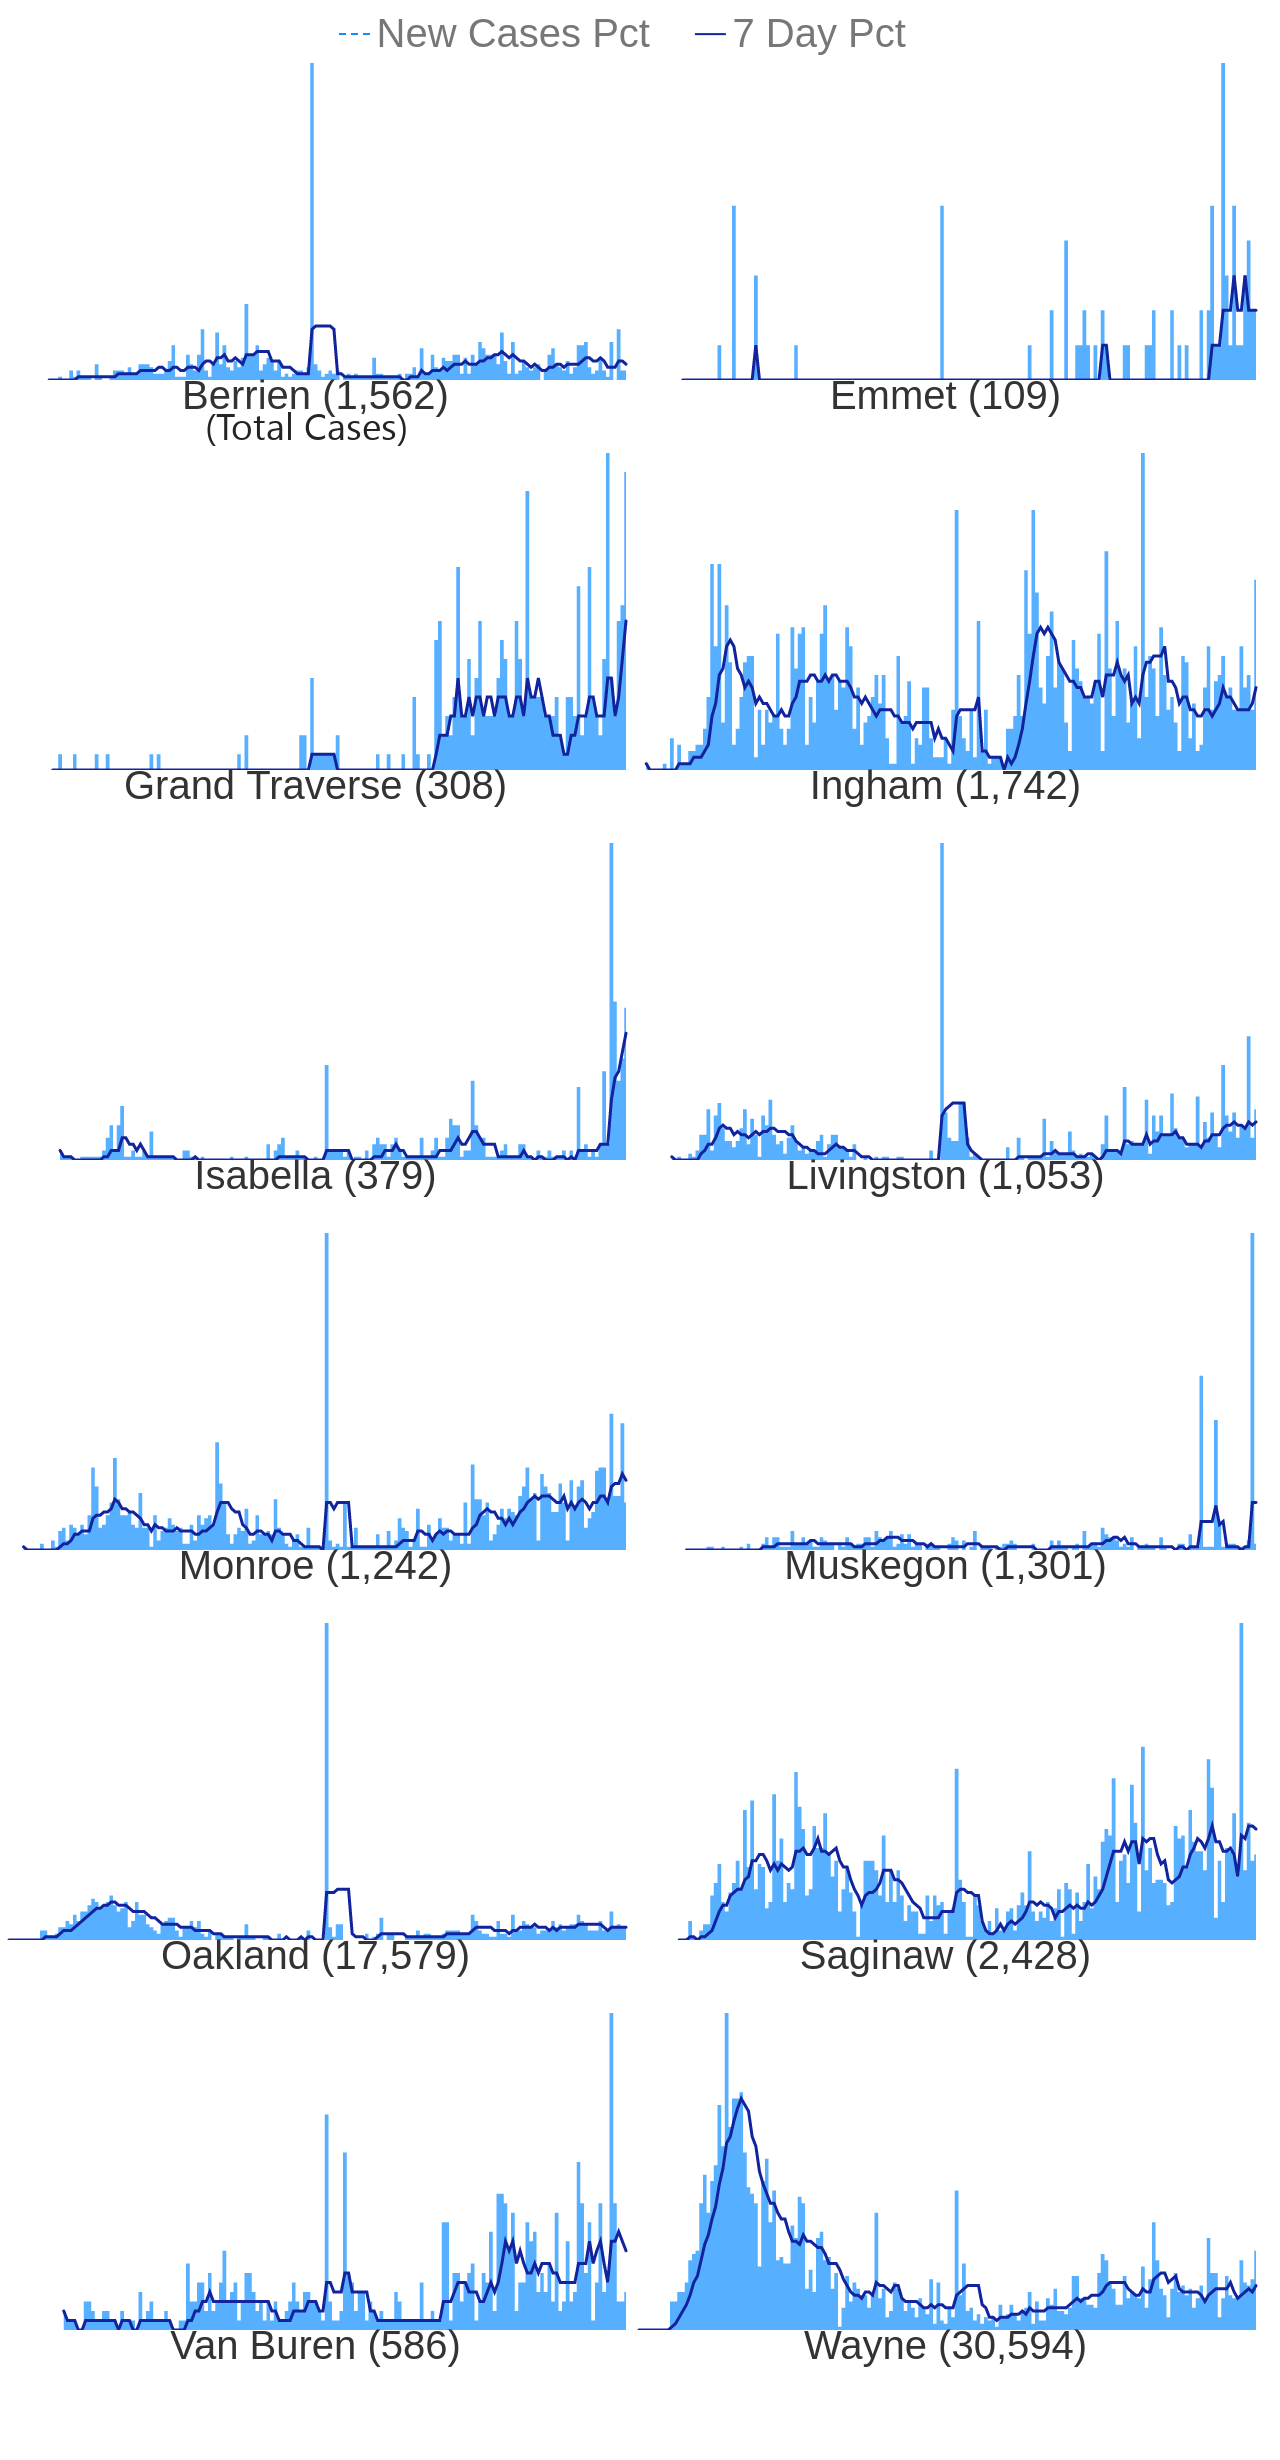 New Cases Pct 7 Day Pct
Berrien (1,562) Emmet (109)
(Total Cases)
Grand Traverse (308) Ingham (1,742)
Isabella (379) Livingston (1,053)
Monroe (1,242) Muskegon (1,301)
Oakland (17,579) Saginaw (2,428)
Van Buren (586) Wayne (30,594)